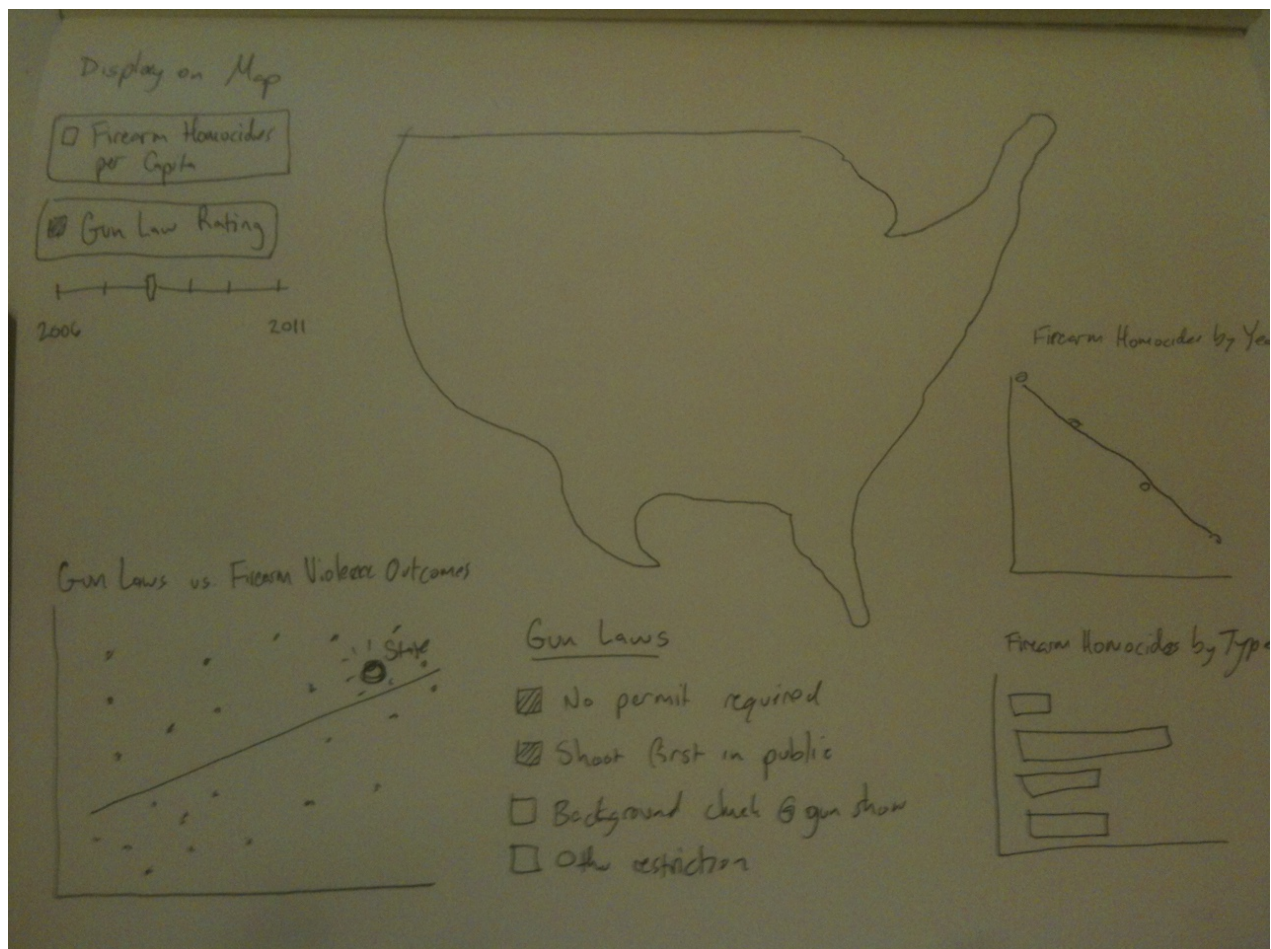 Display on Map
Firearm Homocides
per Capita
Gun Law Rating
2006
2011
Firearm Homocides by Yea
Gun Laws vs. Firearm Violence Outcomes
State
Gun Laws
No permit required
Shoot first in public
Background check @ gun show
Other restriction
Firearm Homocides by Type